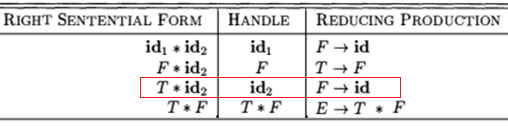 RIGHT SENTENTIAL FORM HANDLE REDUCING PRODUCTION
id₁ * id₂ id₁ F → id
F * id₂ F T → F
T * id₂ id₂ F → id
T * F T * F E → T * F